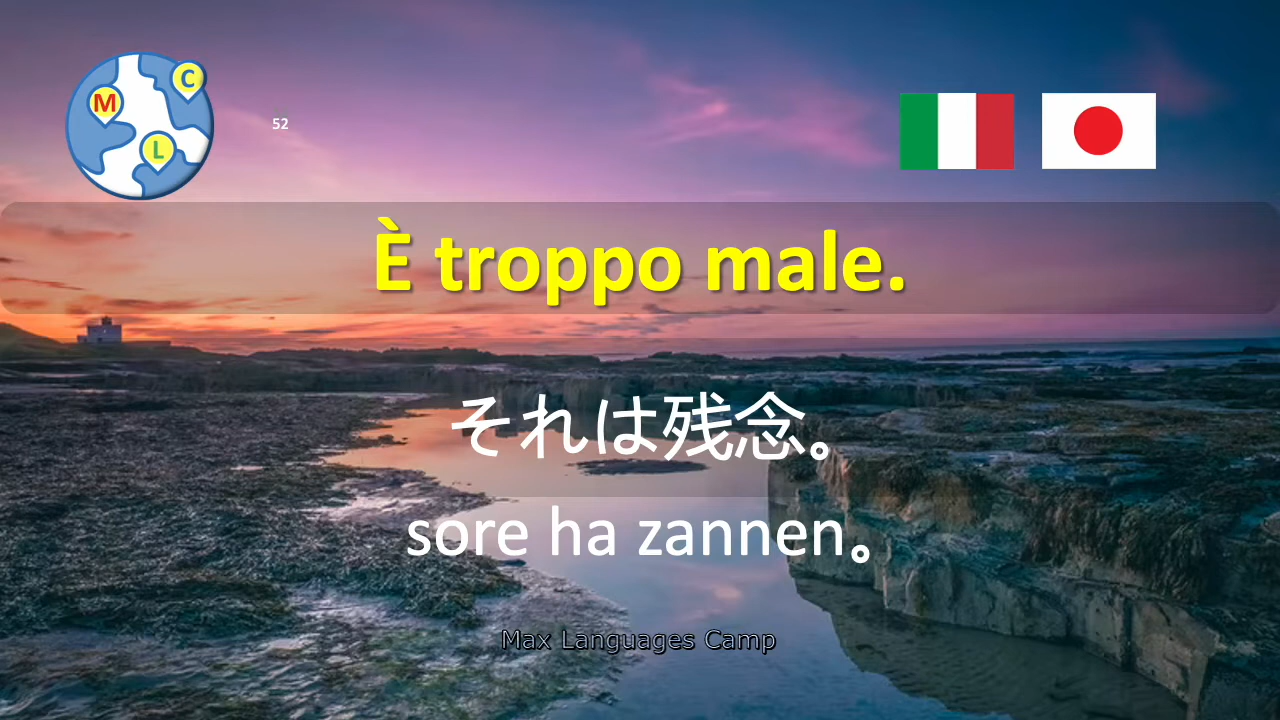 M
C
L
52
È troppo male.
それは残念。
sore ha zannen。
Max Languages Camp